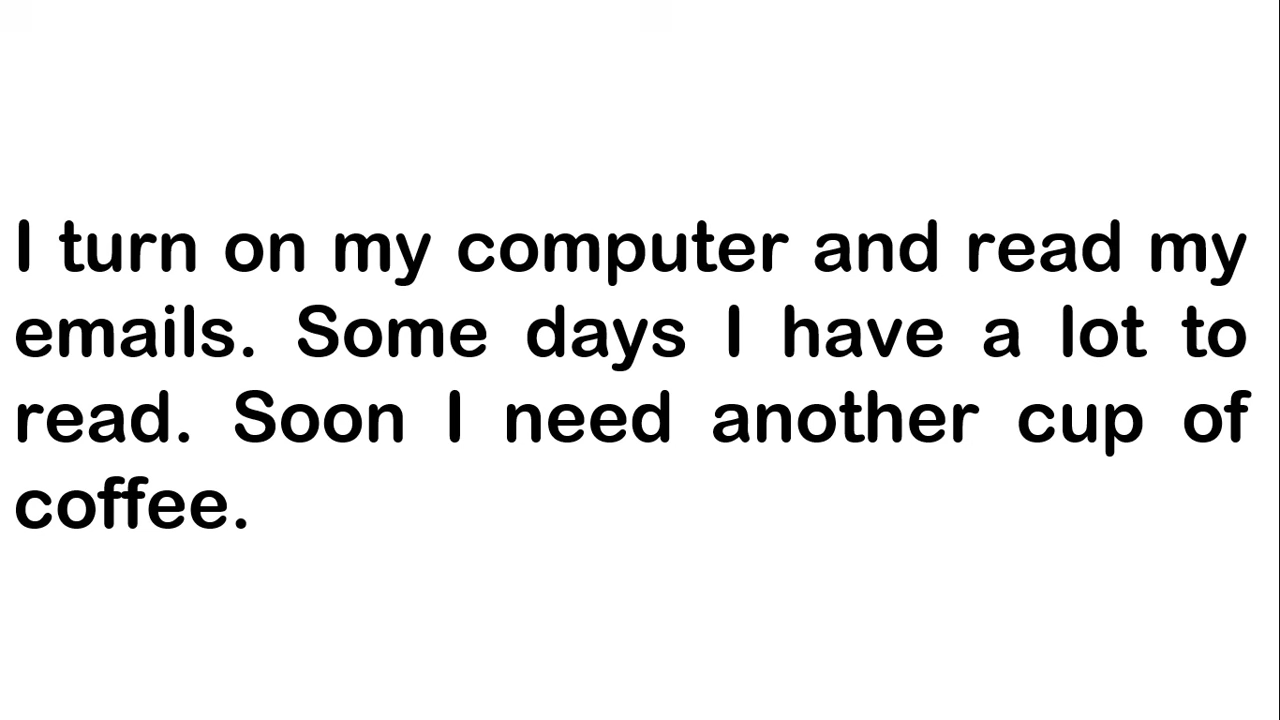 I turn on my computer and read my
emails. Some days I have a lot to
read. Soon I need another cup of
coffee.